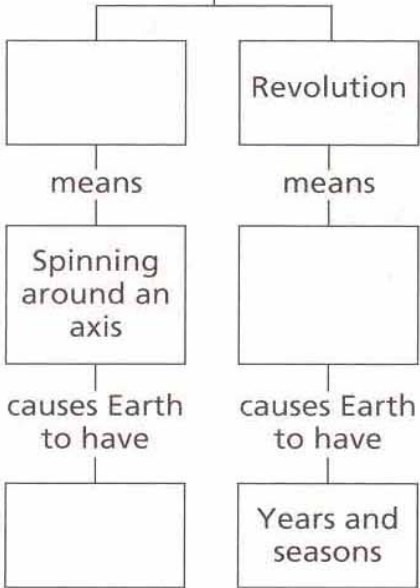 Revolution
means
means
Spinning
around an
axis
causes Earth
to have
causes Earth
to have
Years and
seasons